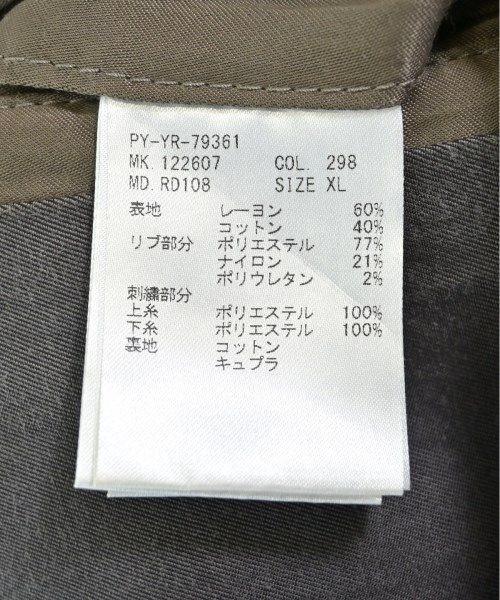 PY-YR-79361
MK. 122607 COL. 298
MD. RD108 SIZE XL
表地 レーヨン 60%
コットン 40%
リブ部分 ポリエステル 77%
ナイロン 21%
ポリウレタン 2%
刺繍部分
上糸 ポリエステル 100%
下糸 ポリエステル 100%
裏地 コットン
キュプラ